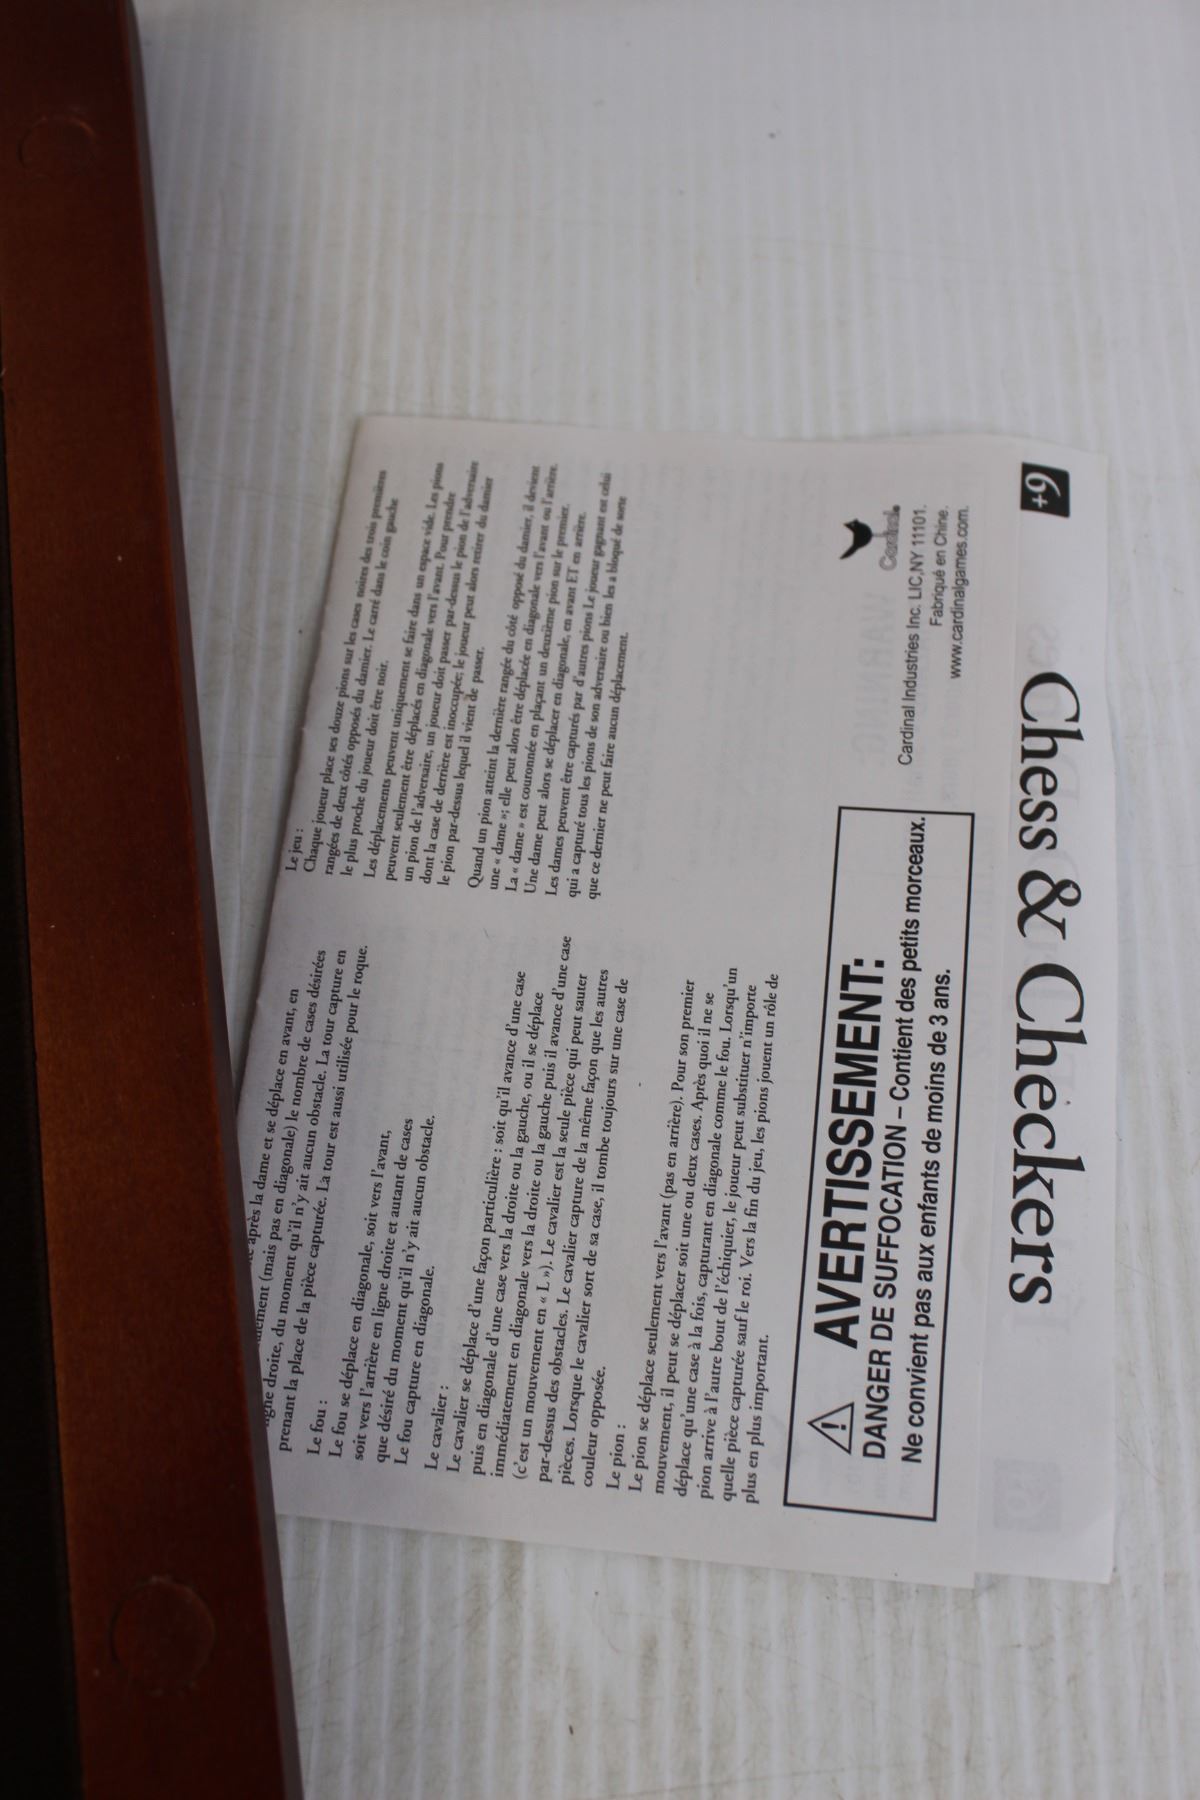 après la dame et se déplace en avant, en
(mais pas en diagonale) le nombre de cases désirées
droite, du moment qu'il n'y ait aucun obstacle. La tour capture en
prenant la place de la pièce capturée. La tour est aussi utilisée pour le roque.
Le fou :
Le fou se déplace en diagonale, soit vers l'avant,
soit vers l'arrière en ligne droite et autant de cases
que désiré du moment qu'il n'y ait aucun obstacle.
Le fou capture en diagonale.
Le cavalier :
Le cavalier se déplace d'une façon particulière : soit qu'il avance d'une case
puis en diagonale d'une case vers la droite ou la gauche, ou il se déplace
immédiatement en diagonale vers la droite ou la gauche puis il avance d'une case
(c'est un mouvement en « L »). Le cavalier est la seule pièce qui peut sauter
par-dessus des obstacles. Le cavalier capture de la même façon que les autres
pièces. Lorsque le cavalier sort de sa case, il tombe toujours sur une case de
couleur opposée.
Le pion :
Le pion se déplace seulement vers l'avant (pas en arrière). Pour son premier
mouvement, il peut se déplacer soit une ou deux cases. Après quoi il ne se
déplace qu'une case à la fois, capturant en diagonale comme le fou. Lorsqu'un
pion arrive à l'autre bout de l'échiquier, le joueur peut substituer n'importe
quelle pièce capturée sauf le roi. Vers la fin du jeu, les pions jouent un rôle de
plus en plus important.
Le jeu :
Chaque joueur place ses douze pions sur les cases noires des trois premières
rangées de deux côtés opposés du damier. Le carré dans le coin gauche
le plus proche du joueur doit être noir.
Les déplacements peuvent uniquement se faire dans un espace vide. Les pions
peuvent seulement être déplacés en diagonale vers l'avant. Pour prendre
un pion de l'adversaire, un joueur doit passer par-dessus le pion de l'adversaire
dont la case de derrière est inoccupée; le joueur peut alors retirer du damier
le pion par-dessus lequel il vient de passer.
Quand un pion atteint la dernière rangée du côté opposé du damier, il devient
une « dame »; elle peut alors être déplacée en diagonale vers l'avant ou l'arrière.
La « dame » est couronnée en plaçant un deuxième pion sur le premier.
Une dame peut alors se déplacer en diagonale, en avant ET en arrière.
Les dames peuvent être capturés par d'autres pions Le joueur gagnant est celui
qui a capturé tous les pions de son adversaire ou bien les a bloqué de sorte
que ce dernier ne peut faire aucun déplacement.
AVERTISSEMENT:
DANGER DE SUFFOCATION – Contient des petits morceaux.
Ne convient pas aux enfants de moins de 3 ans.
Cardinal.
Cardinal Industries Inc. LIC,NY 11101.
Fabriqué en Chine.
www.cardinalgames.com.
Chess & Checkers
6+